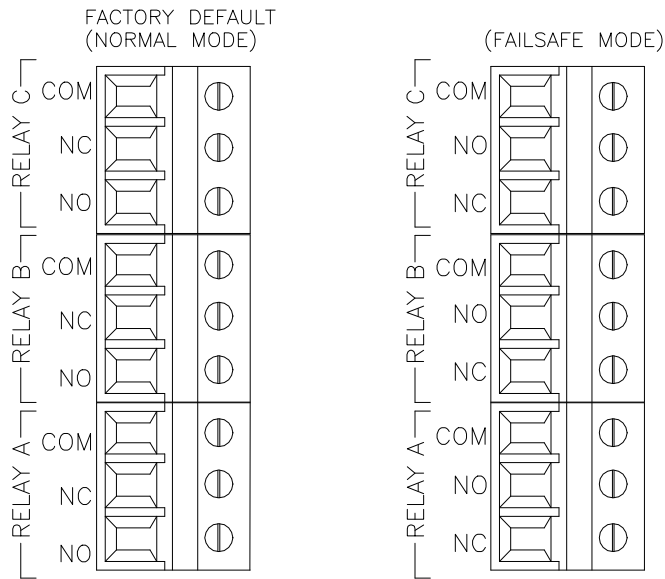 FACTORY DEFAULT
(NORMAL MODE)
RELAY C
COM
NC
NO
RELAY B
COM
NC
NO
RELAY A
COM
NC
NO
(FAILSAFE MODE)
RELAY C
COM
NO
NC
RELAY B
COM
NO
NC
RELAY A
COM
NO
NC